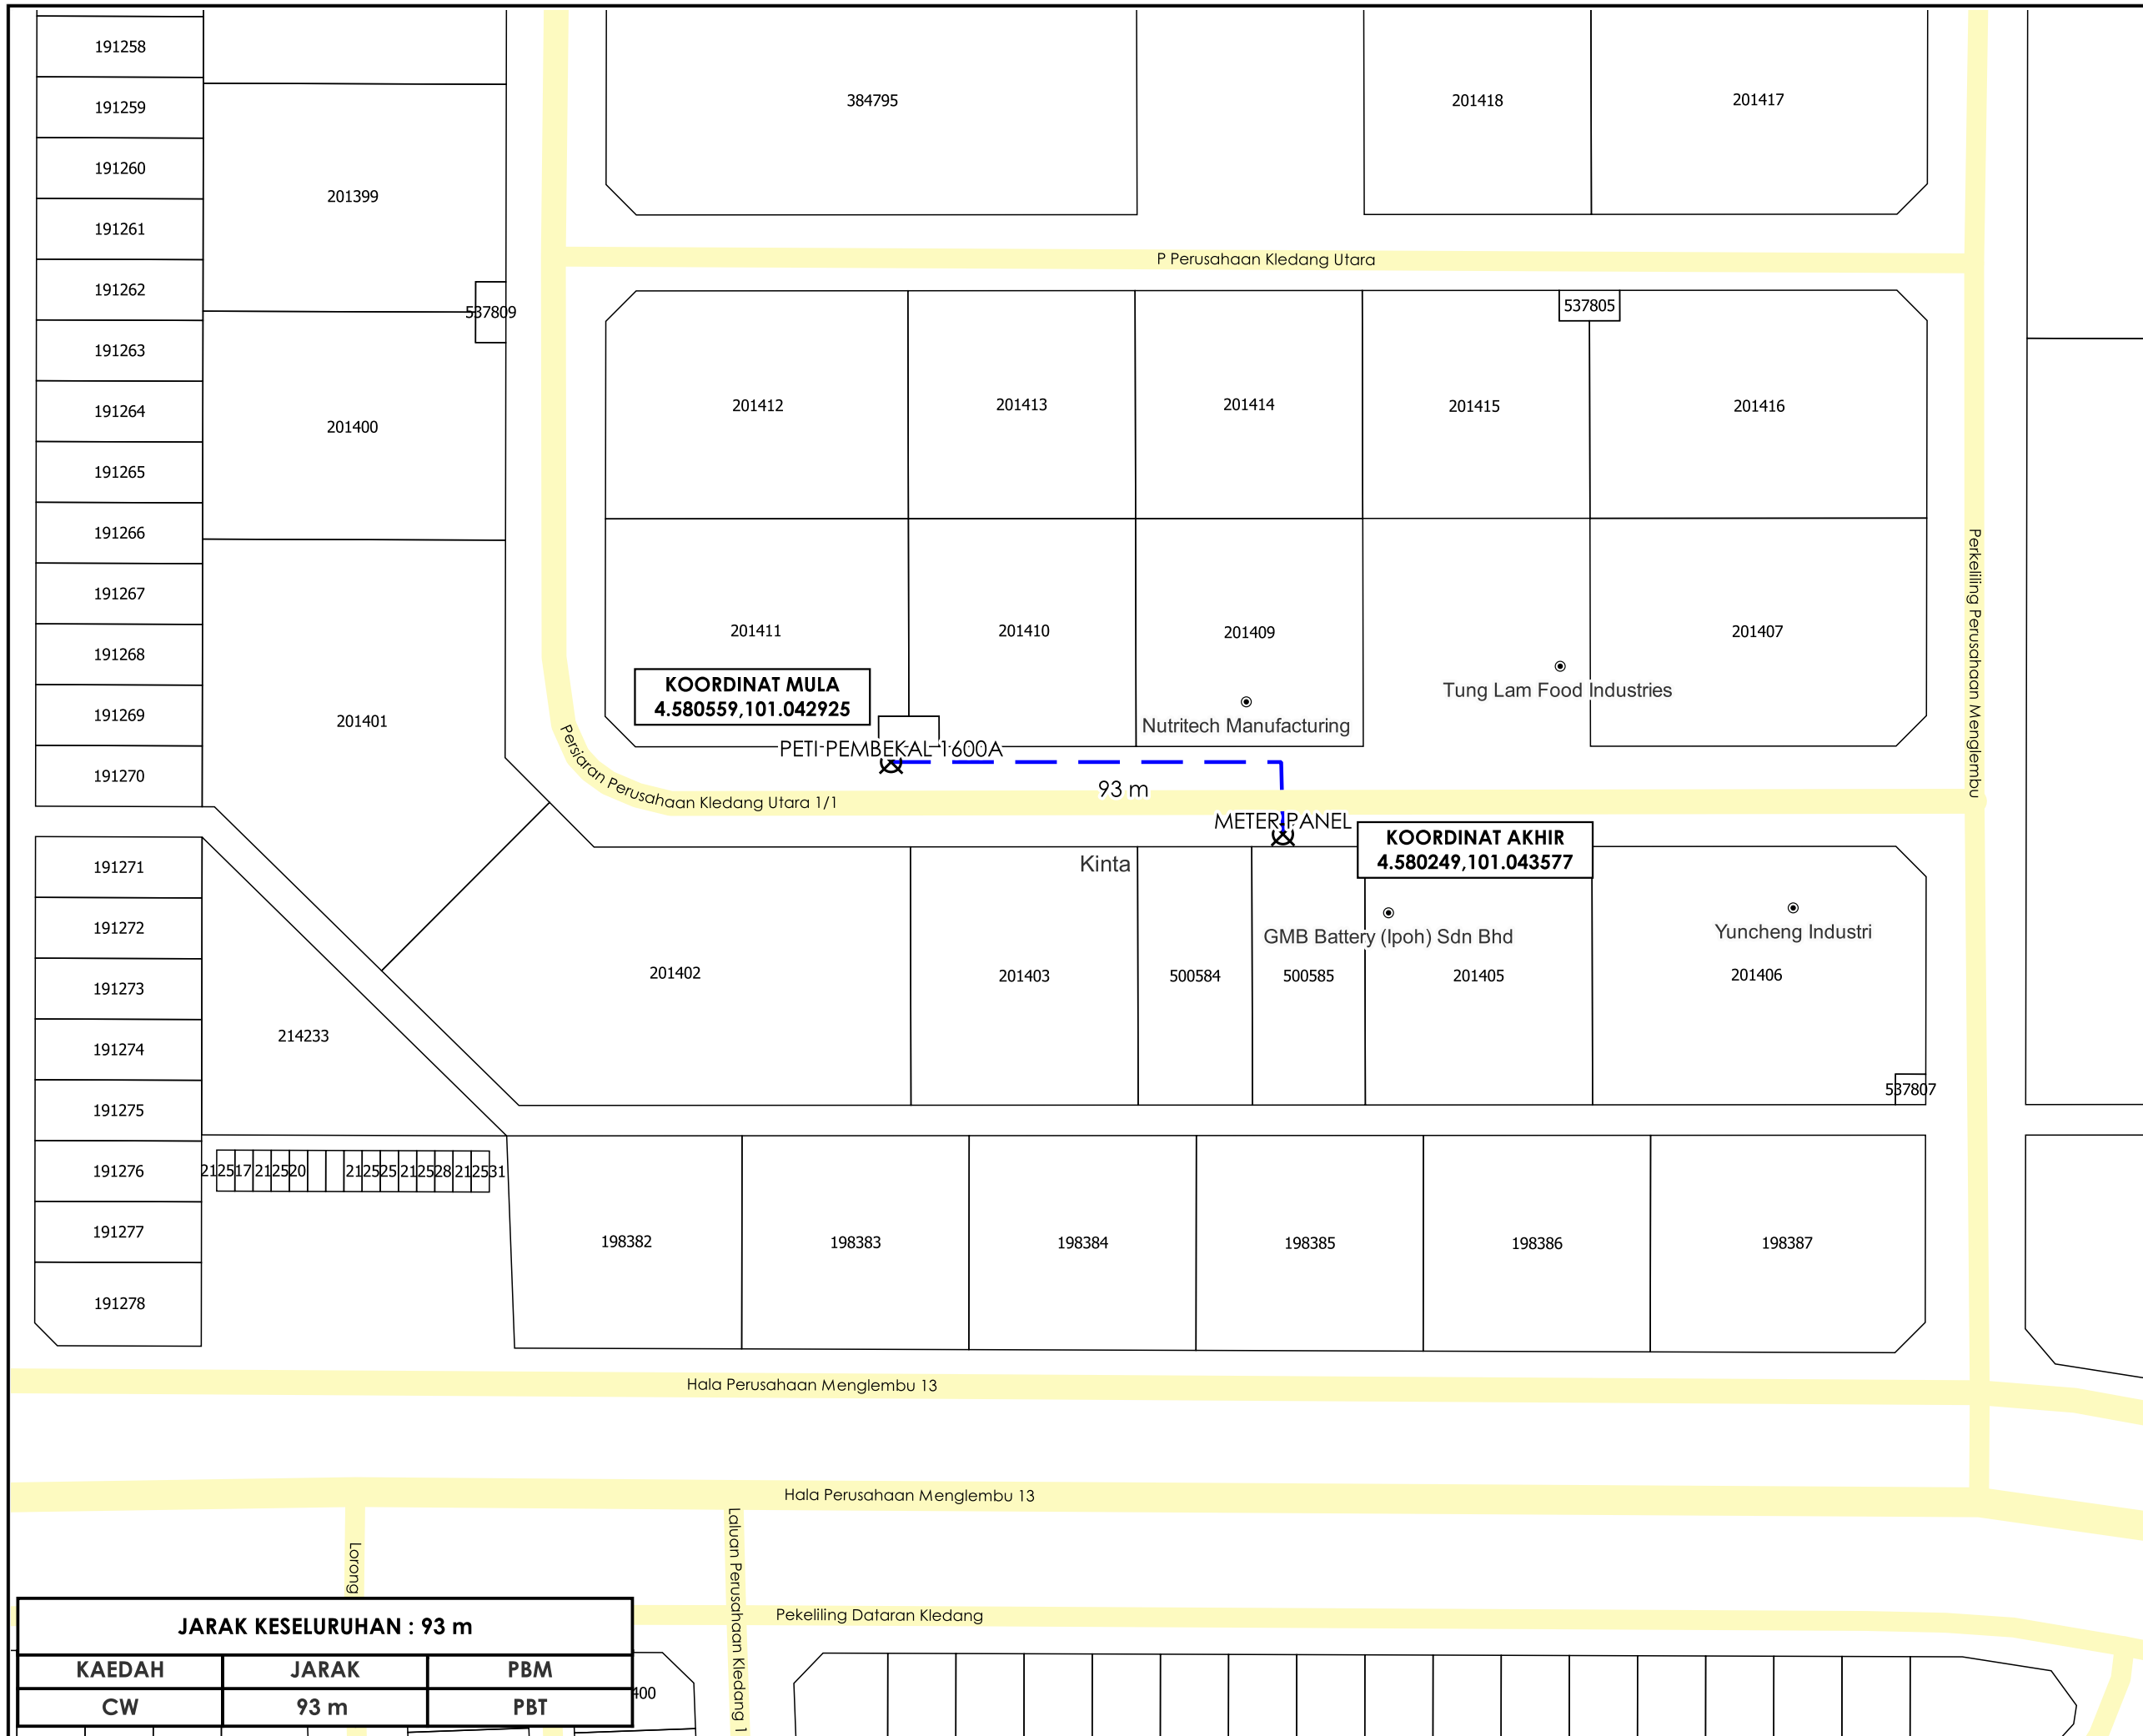 191258
191259
191260
191261
191262
191263
191264
191265
191266
191267
191268
191269
191270
191271
191272
191273
191274
191275
191276
191277
191278
201399
537809
201400
201401
214233
212517
212520
212525
212528
212531
384795
201418
201417
P Perusahaan Kledang Utara
537805
201412
201413
201414
201415
201416
201411
201410
201409
201407
Perkeliling Perusahaan Menglembu
Tung Lam Food Industries
Nutritech Manufacturing
KOORDINAT MULA
4.580559,101.042925
PETI PEMBEKAL 1600A
93 m
Persiaran Perusahaan Kledang Utara 1/1
METER PANEL
KOORDINAT AKHIR
4.580249,101.043577
Kinta
GMB Battery (Ipoh) Sdn Bhd
Yuncheng Industri
201402
201403
500584
500585
201405
201406
537807
198382
198383
198384
198385
198386
198387
Hala Perusahaan Menglembu 13
Hala Perusahaan Menglembu 13
Lorong
Laluan Perusahaan Kledang 1
Pekeliling Dataran Kledang
JARAK KESELURUHAN : 93 m
KAEDAH JARAK PBM
CW 93 m PBT
400